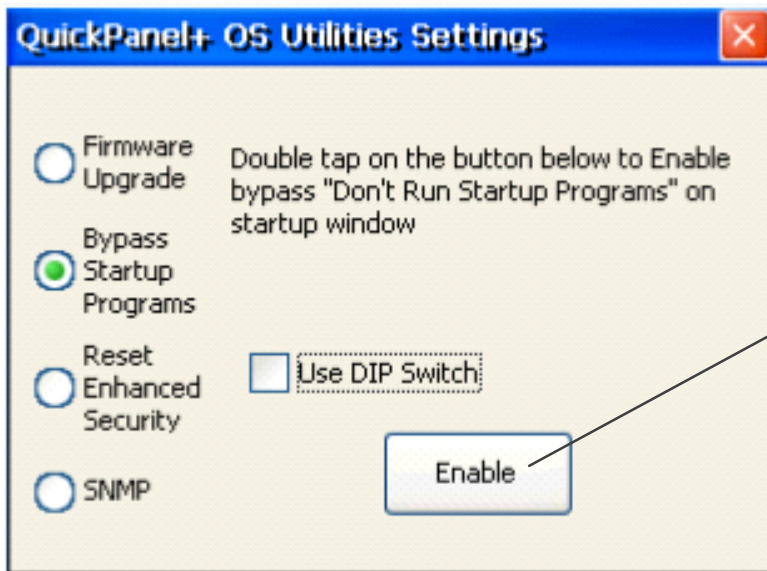 QuickPanel+ OS Utilities Settings
Firmware
Upgrade
Bypass
Startup
Programs
Reset
Enhanced
Security
SNMP
Double tap on the button below to Enable
bypass "Don't Run Startup Programs" on
startup window
Use DIP Switch
Enable